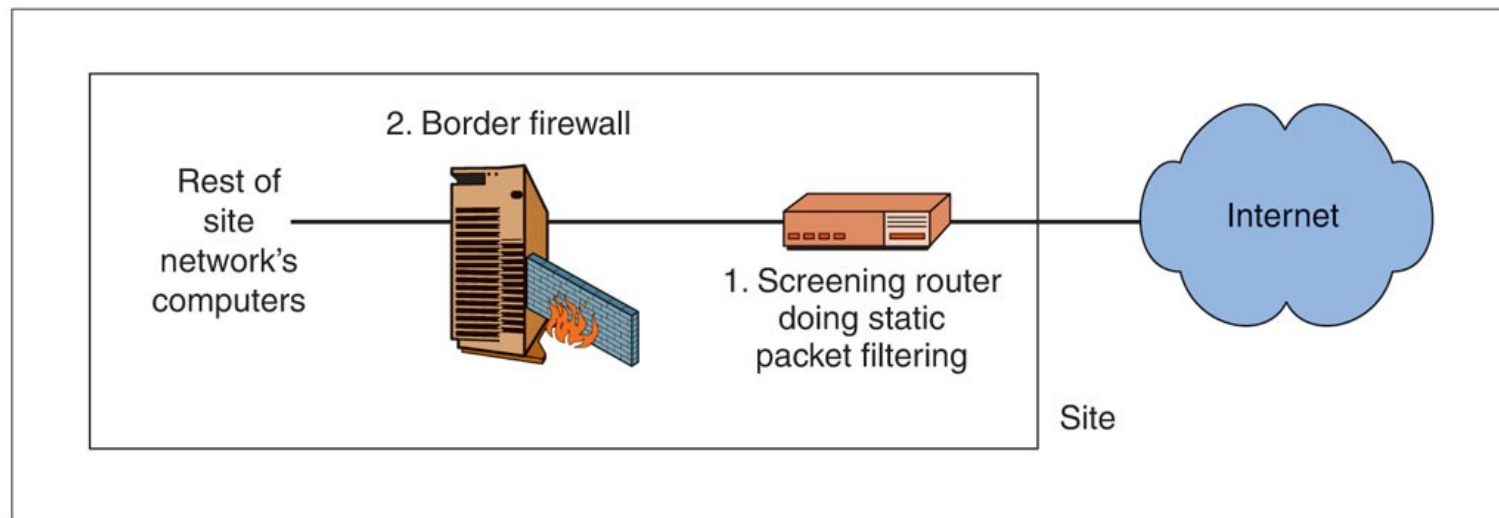 2. Border firewall
Rest of
site
network's
computers
1. Screening router
doing static
packet filtering
Internet
Site